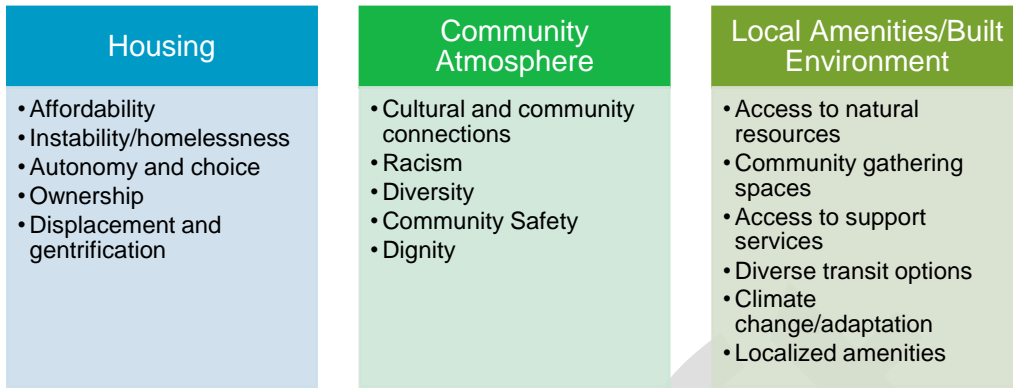 Housing
• Affordability
• Instability/homelessness
• Autonomy and choice
• Ownership
• Displacement and
gentrification
Community
Atmosphere
• Cultural and community
connections
• Racism
• Diversity
• Community Safety
• Dignity
Local Amenities/Built
Environment
• Access to natural
resources
• Community gathering
spaces
• Access to support
services
• Diverse transit options
• Climate
change/adaptation
• Localized amenities